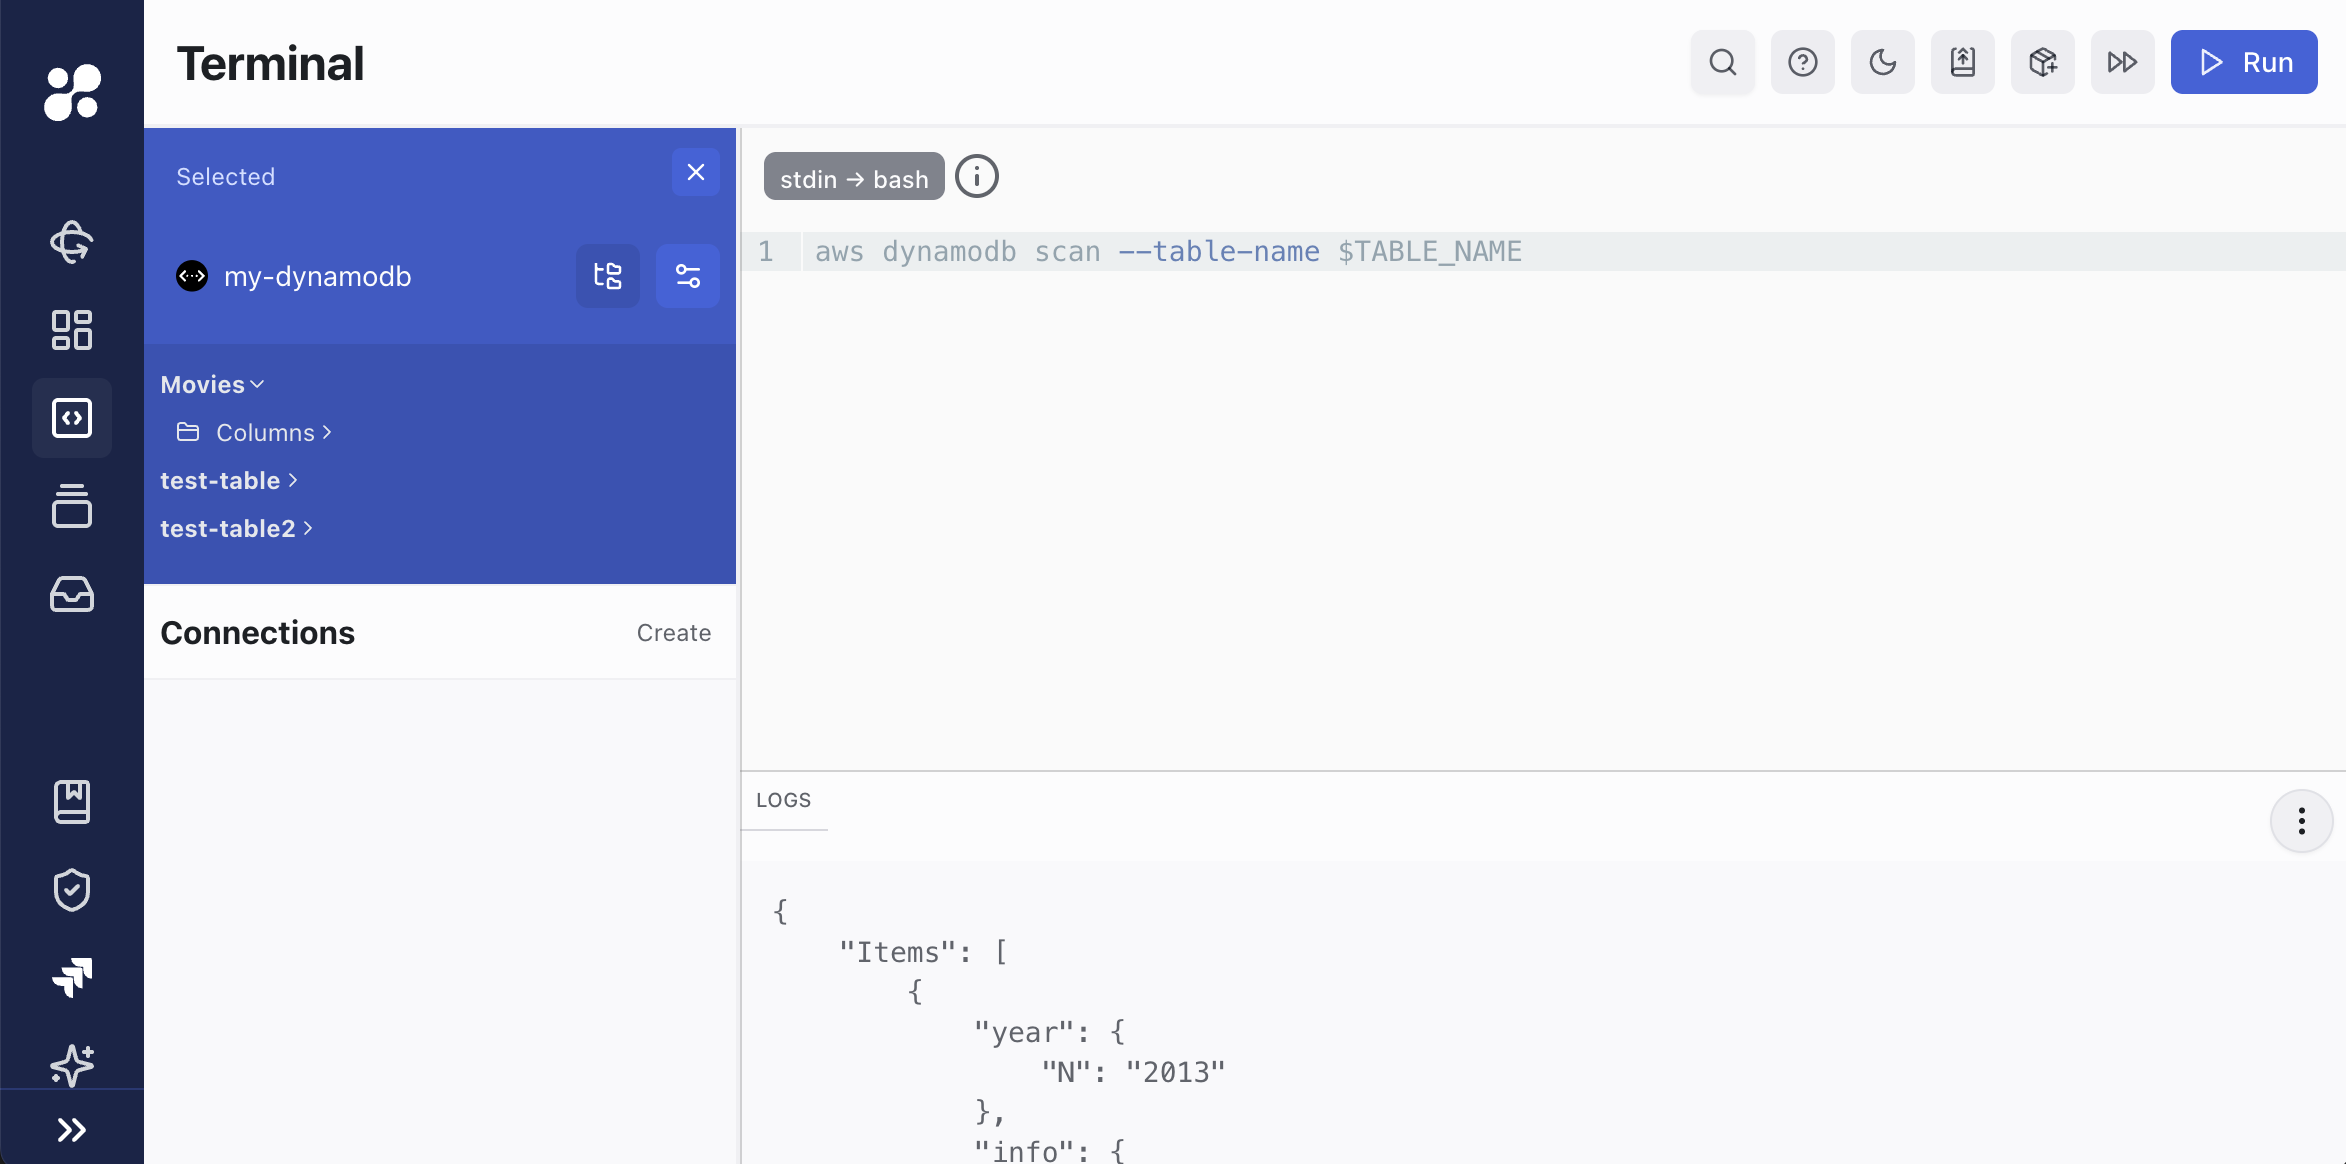 Terminal
Run
Selected
my-dynamodb
Movies
Columns
test-table
test-table2
Connections
Create
stdin → bash
1 aws dynamodb scan --table-name $TABLE_NAME
LOGS
{
"Items": [
{
"year": {
"N": "2013"
},
"info": {